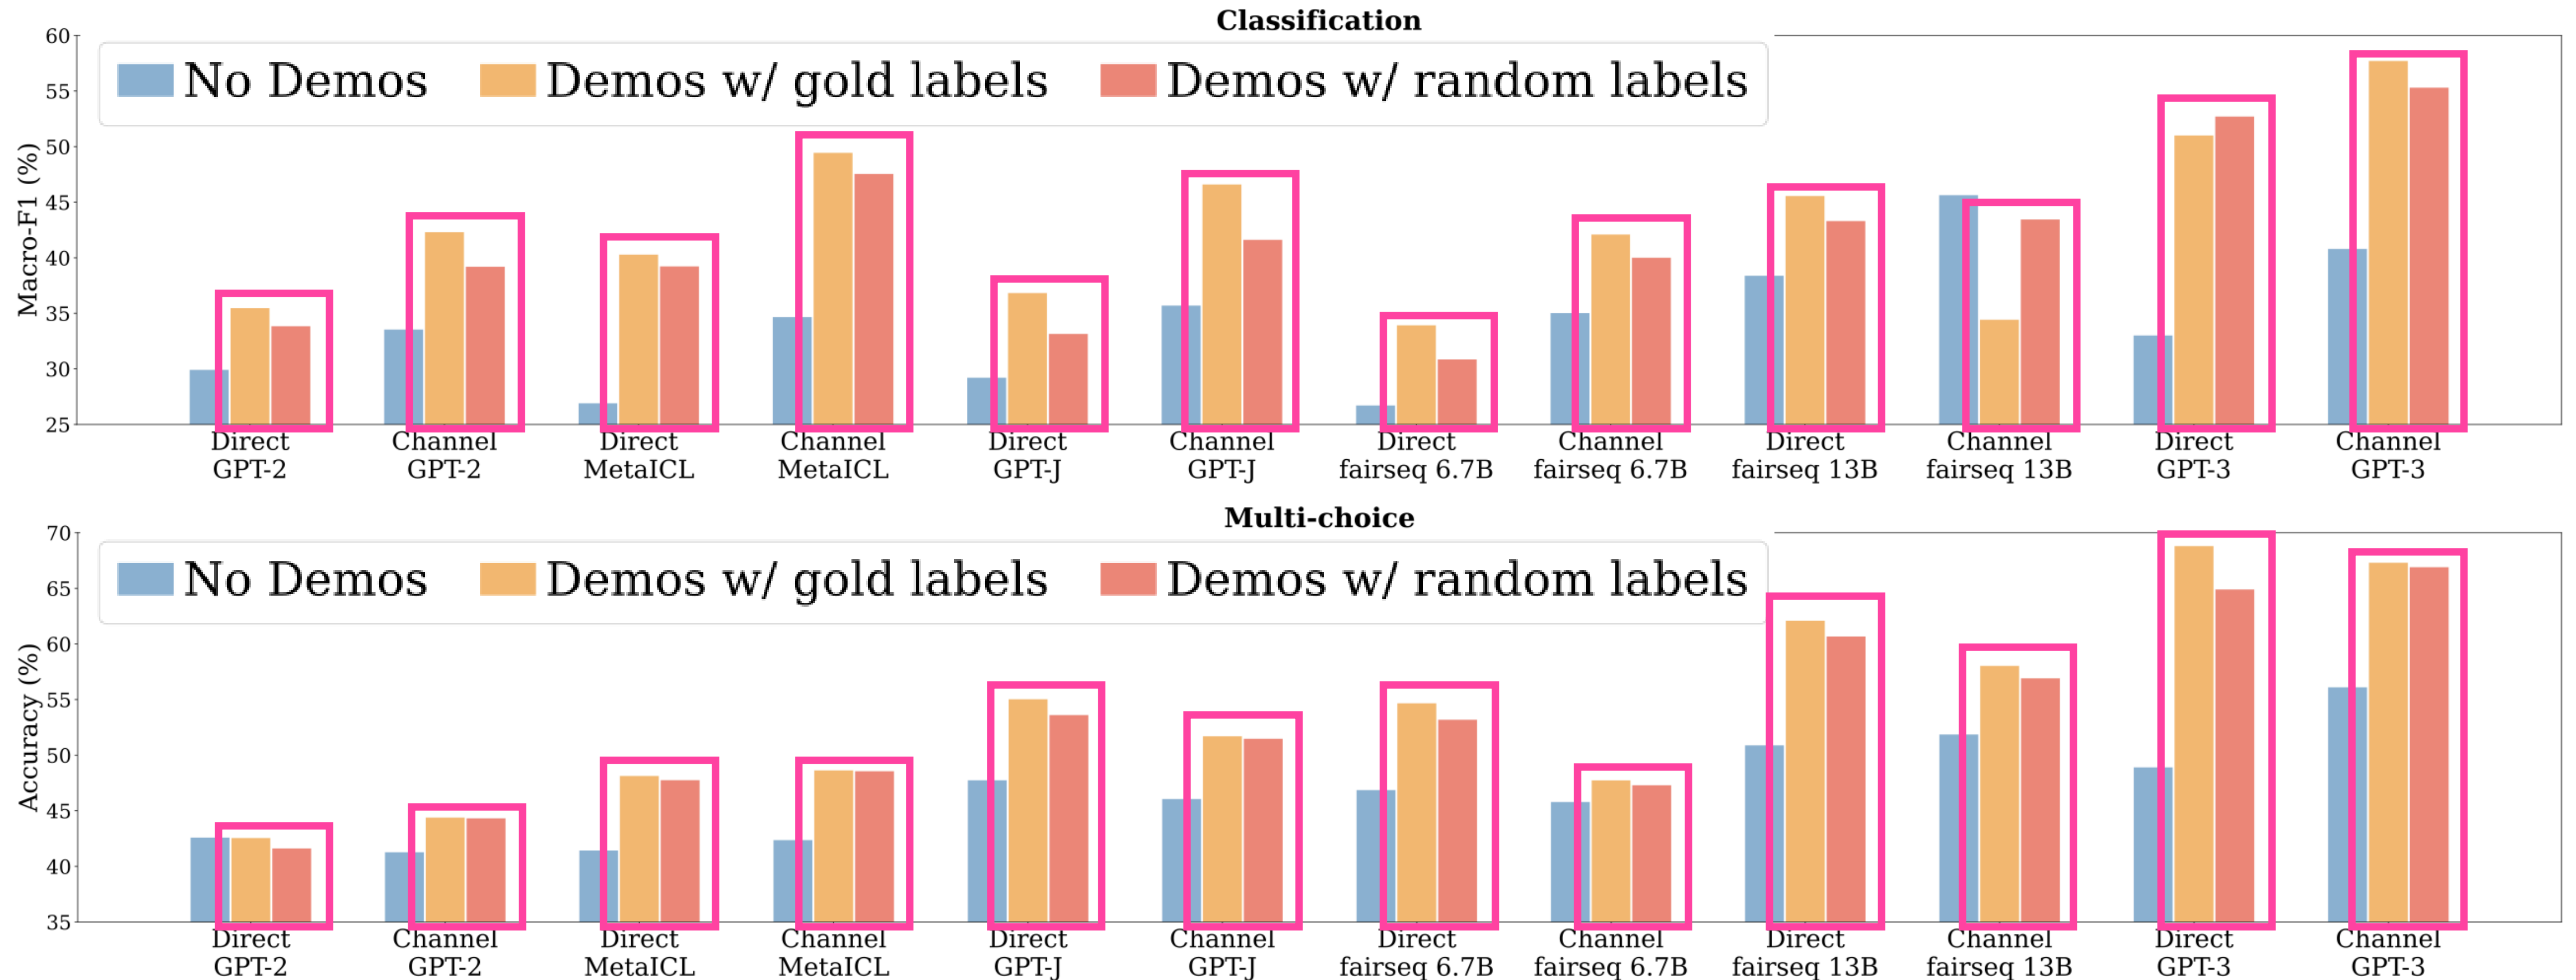 Classification
No Demos Demos w/ gold labels Demos w/ random labels
Macro-F1 (%)
60
55
50
45
40
35
30
25
Direct GPT-2
Channel GPT-2
Direct MetaICL
Channel MetaICL
Direct GPT-J
Channel GPT-J
Direct fairseq 6.7B
Channel fairseq 6.7B
Direct fairseq 13B
Channel fairseq 13B
Direct GPT-3
Channel GPT-3
Multi-choice
No Demos Demos w/ gold labels Demos w/ random labels
Accuracy (%)
70
65
60
55
50
45
40
35
Direct GPT-2
Channel GPT-2
Direct MetaICL
Channel MetaICL
Direct GPT-J
Channel GPT-J
Direct fairseq 6.7B
Channel fairseq 6.7B
Direct fairseq 13B
Channel fairseq 13B
Direct GPT-3
Channel GPT-3